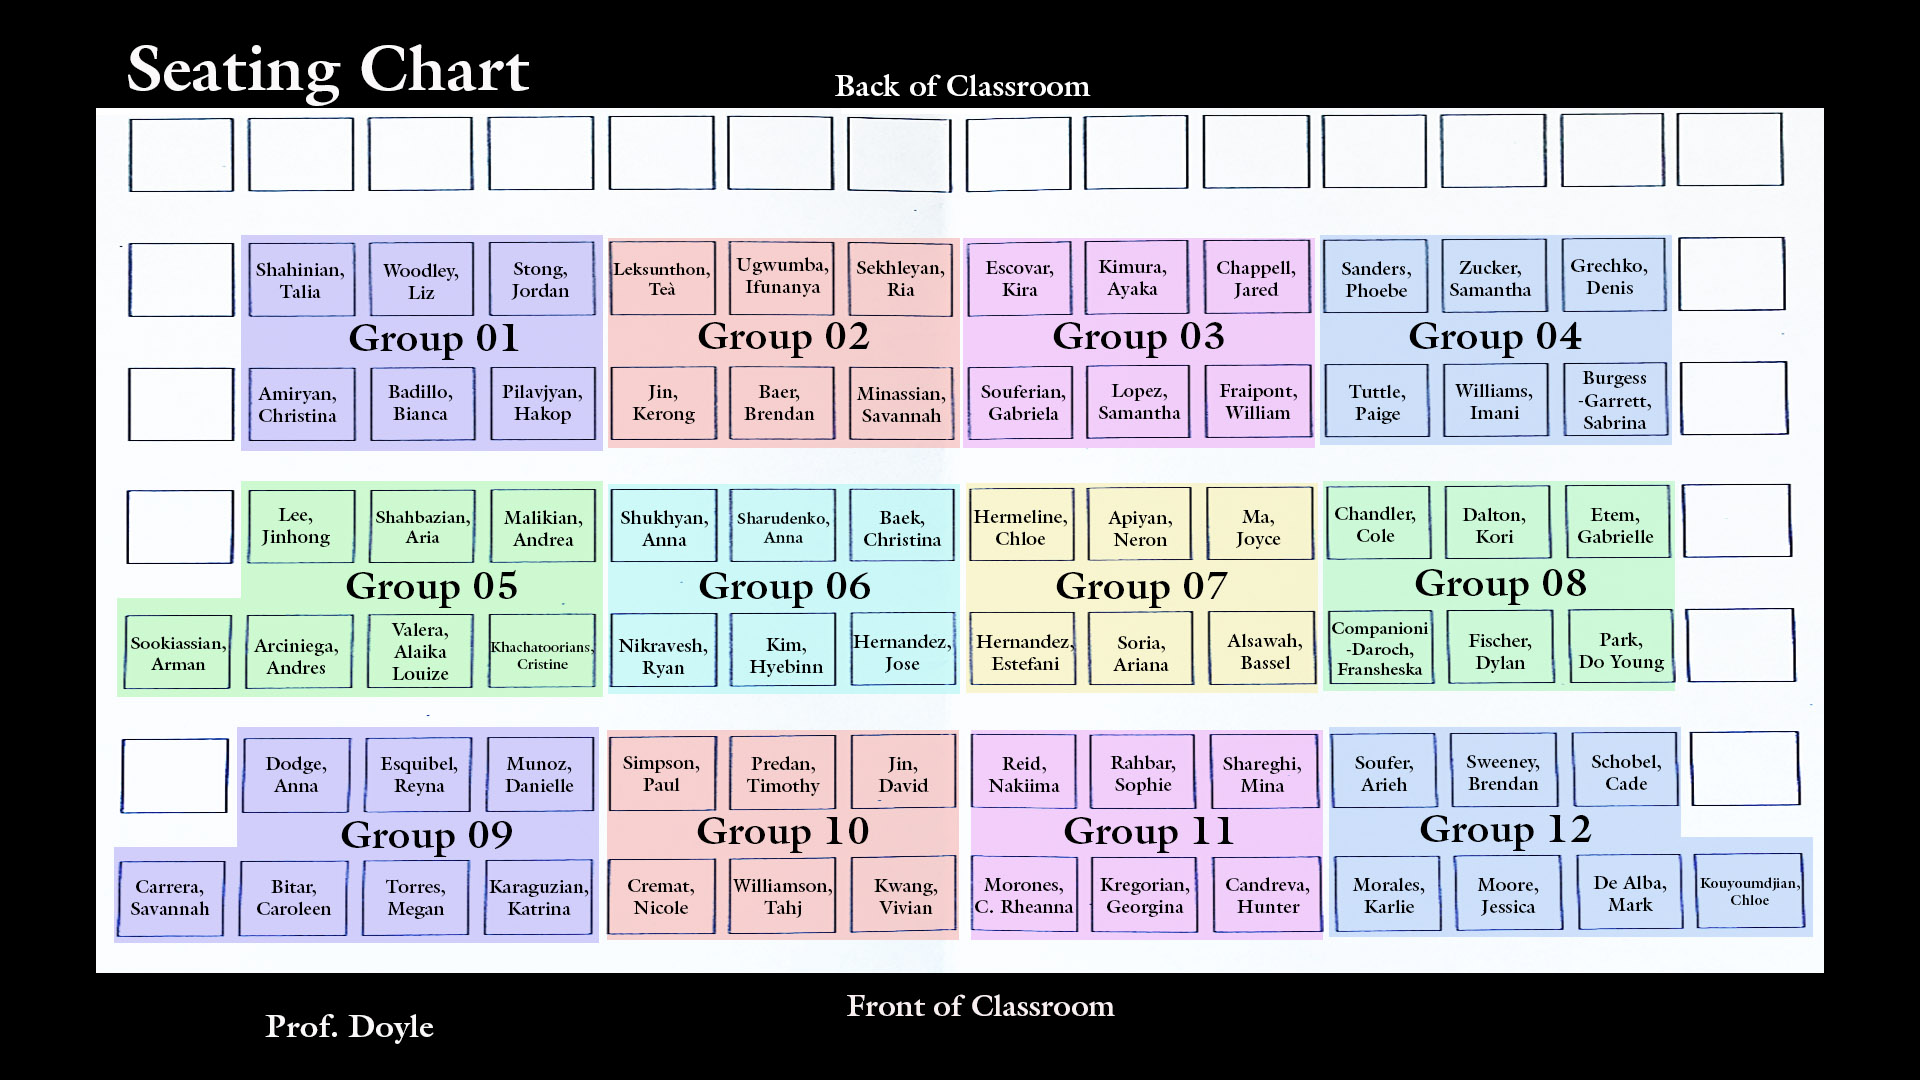 Seating Chart
Back of Classroom
Shahinian,
Talia
Woodley,
Liz
Stong,
Jordan
Leksunthon,
Teà
Ugwumba,
Ifunanya
Sekhleyan,
Ria
Escovar,
Kira
Kimura,
Ayaka
Chappell,
Jared
Sanders,
Phoebe
Zucker,
Samantha
Grechko,
Denis
Group 01
Group 02
Group 03
Group 04
Amiryan,
Christina
Badillo,
Bianca
Pilavjyan,
Hakop
Jin,
Kerong
Baer,
Brendan
Minassian,
Savannah
Souferian,
Gabriela
Lopez,
Samantha
Fraipont,
William
Tuttle,
Paige
Williams,
Imani
Burgess
-Garrett,
Sabrina
Lee,
Jinhong
Shahbazian,
Aria
Malikian,
Andrea
Shukhyan,
Anna
Sharudenko,
Anna
Baek,
Christina
Hermeline,
Chloe
Apiyan,
Neron
Ma,
Joyce
Chandler,
Cole
Dalton,
Kori
Etem,
Gabrielle
Group 05
Group 06
Group 07
Group 08
Sookiassian,
Arman
Arciniega,
Andres
Valera,
Alaika
Louize
Khachatoorians,
Cristine
Nikravesh,
Ryan
Kim,
Hyebinn
Hernandez,
Jose
Hernandez,
Estefani
Soria,
Ariana
Alsawah,
Bassel
Companioni
-Daroch,
Fransheska
Fischer,
Dylan
Park,
Do Young
Dodge,
Anna
Esquibel,
Reyna
Munoz,
Danielle
Simpson,
Paul
Predan,
Timothy
Jin,
David
Reid,
Nakiima
Rahbar,
Sophie
Shareghi,
Mina
Soufer,
Arieh
Sweeney,
Brendan
Schobel,
Cade
Group 09
Group 10
Group 11
Group 12
Carrera,
Savannah
Bitar,
Caroleen
Torres,
Megan
Karaguzian,
Katrina
Cremat,
Nicole
Williamson,
Tahj
Kwang,
Vivian
Morones,
C. Rheanna
Kregorian,
Georgina
Candreva,
Hunter
Morales,
Karlie
Moore,
Jessica
De Alba,
Mark
Kouyoumdjian,
Chloe
Front of Classroom
Prof. Doyle